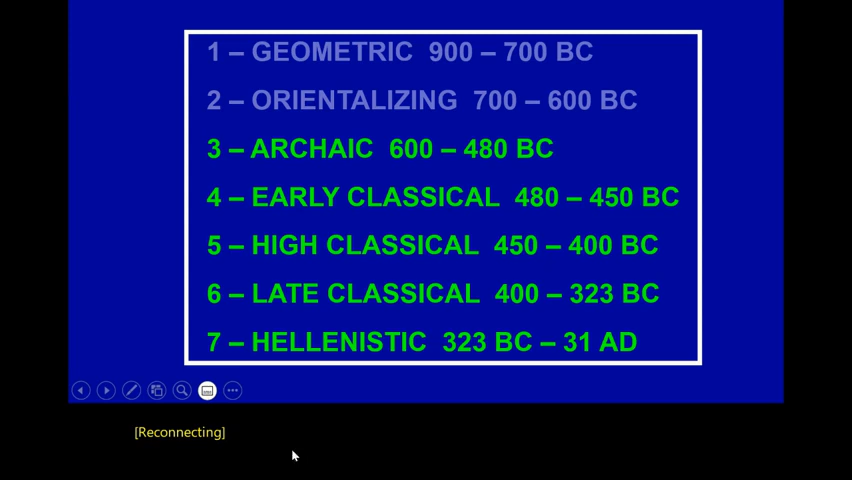 1 – GEOMETRIC 900 – 700 BC
2 – ORIENTALIZING 700 – 600 BC
3 – ARCHAIC 600 – 480 BC
4 – EARLY CLASSICAL 480 – 450 BC
5 – HIGH CLASSICAL 450 – 400 BC
6 – LATE CLASSICAL 400 – 323 BC
7 – HELLENISTIC 323 BC – 31 AD
[Reconnecting]